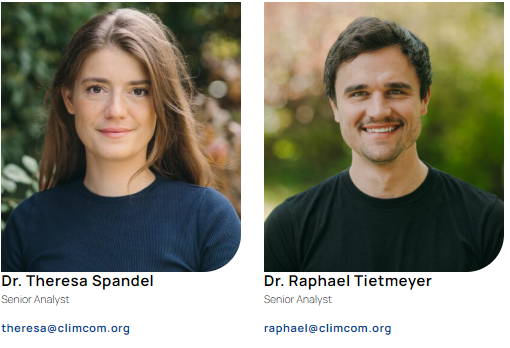 Dr. Theresa Spandel
Senior Analyst
theresa@climcom.org
Dr. Raphael Tietmeyer
Senior Analyst
raphael@climcom.org